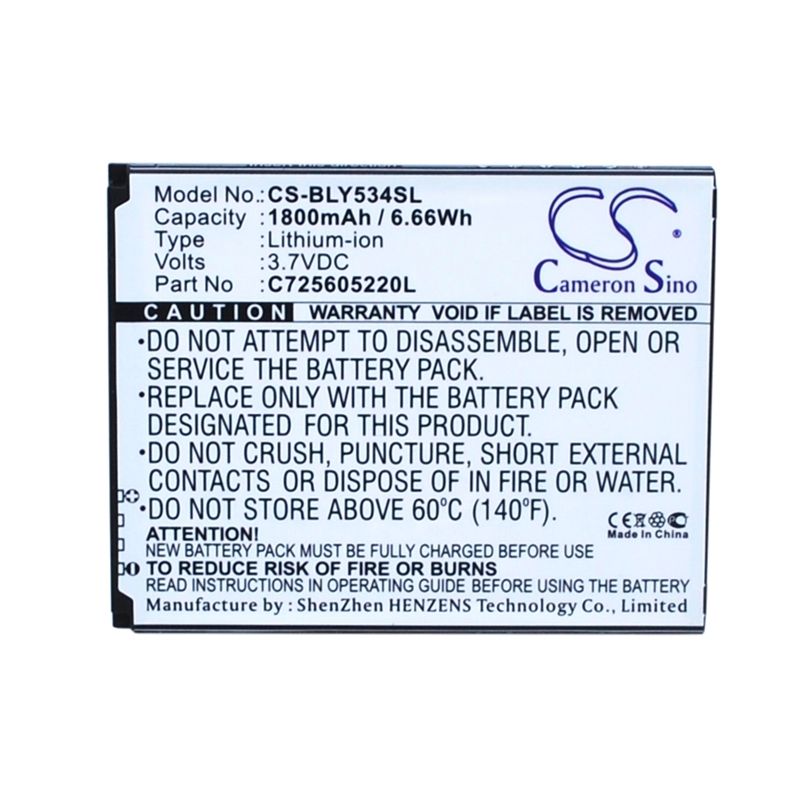 Model No.: CS-BLY534SL
Capacity : 1800mAh / 6.66Wh
Type : Lithium-ion
Volts : 3.7VDC
Part No. : C725605220L
CS
®
Cameron Sino
CAUTION WARRANTY VOID IF LABEL IS REMOVED
•DO NOT ATTEMPT TO DISASSEMBLE, OPEN OR
SERVICE THE BATTERY PACK.
•REPLACE ONLY WITH THE BATTERY PACK
DESIGNATED FOR THIS PRODUCT.
•DO NOT CRUSH, PUNCTURE, SHORT EXTERNAL
CONTACTS OR DISPOSE OF IN FIRE OR WATER.
•DO NOT STORE ABOVE 60°C (140°F).
CE
Made In China
ATTENTION!
NEW BATTERY PACK MUST BE FULLY CHARGED BEFORE USE.
TO REDUCE RISK OF FIRE OR BURNS
READ INSTRUCTIONS IN OPERATING GUIDE BEFORE USING.
Manufactured by : ShenZhen HENZENS Technology Co., Limited